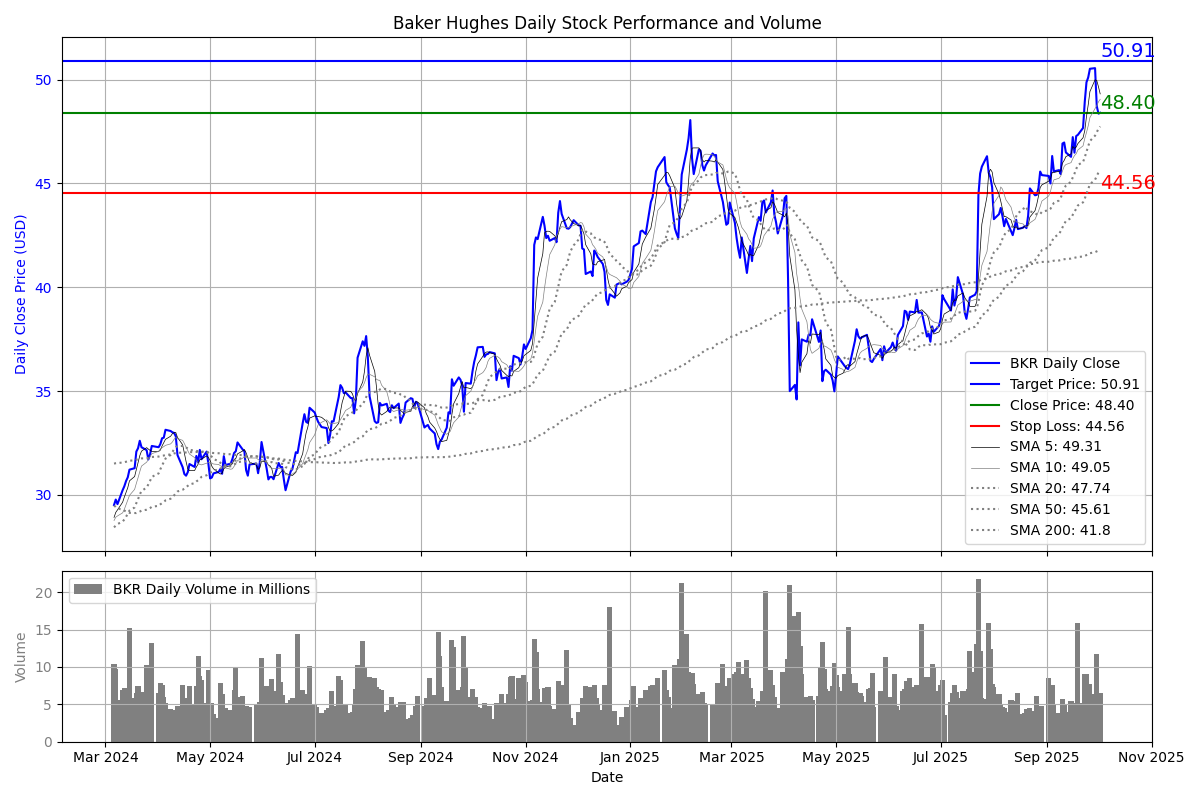 Baker Hughes Daily Stock Performance and Volume
50.91
50
48.40
45
44.56
Daily Close Price (USD)
40
35
30
BKR Daily Close
Target Price: 50.91
Close Price: 48.40
Stop Loss: 44.56
SMA 5: 49.31
SMA 10: 49.05
SMA 20: 47.74
SMA 50: 45.61
SMA 200: 41.8
BKR Daily Volume in Millions
Volume
20
15
10
5
0
Mar 2024 May 2024 Jul 2024 Sep 2024 Nov 2024 Jan 2025 Mar 2025 May 2025 Jul 2025 Sep 2025 Nov 2025
Date